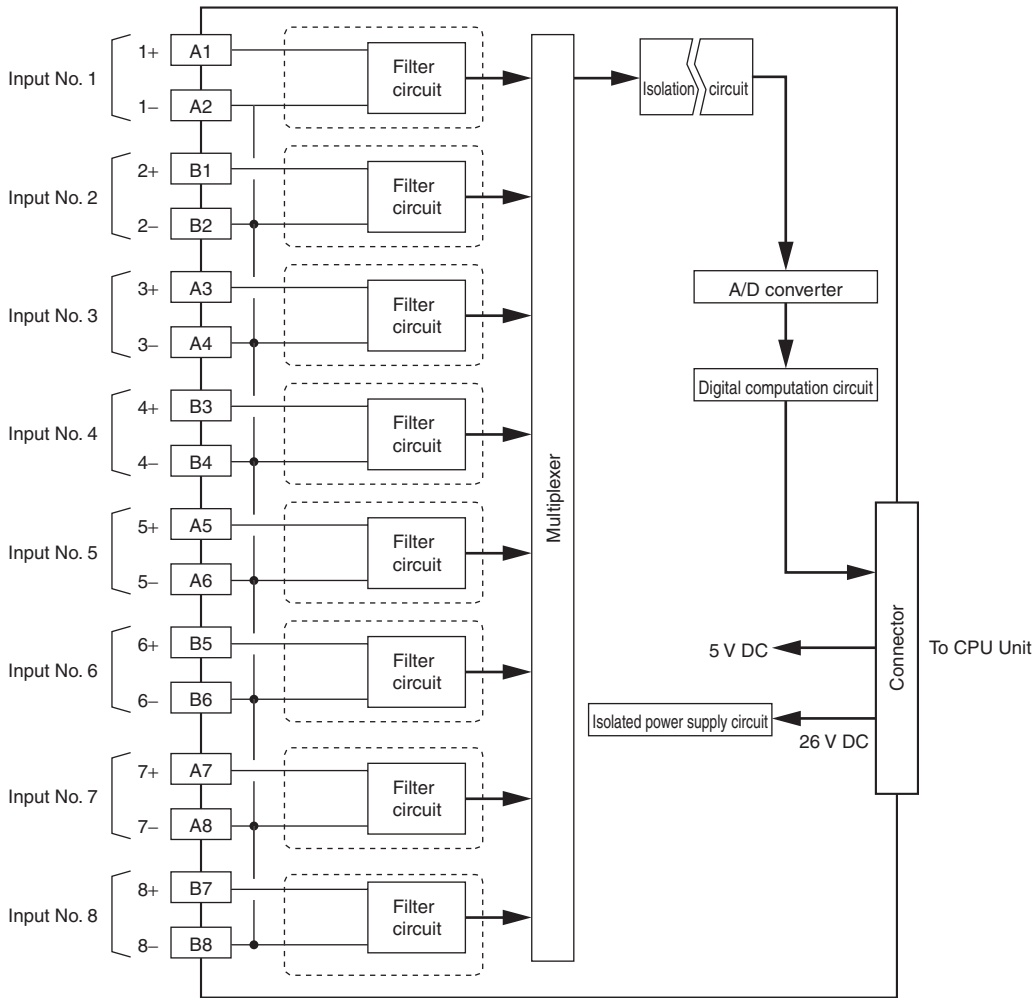 1+ A1
Input No. 1
Filter
circuit
1– A2
Isolation circuit
2+ B1
Input No. 2
Filter
circuit
2– B2
3+ A3
Input No. 3
Filter
circuit
3– A4
A/D converter
4+ B3
Input No. 4
Filter
circuit
4– B4
Digital computation circuit
Multiplexer
5+ A5
Input No. 5
Filter
circuit
5– A6
6+ B5
Input No. 6
Filter
circuit
6– B6
5 V DC
Connector
To CPU Unit
Isolated power supply circuit
26 V DC
7+ A7
Input No. 7
Filter
circuit
7– A8
8+ B7
Input No. 8
Filter
circuit
8– B8